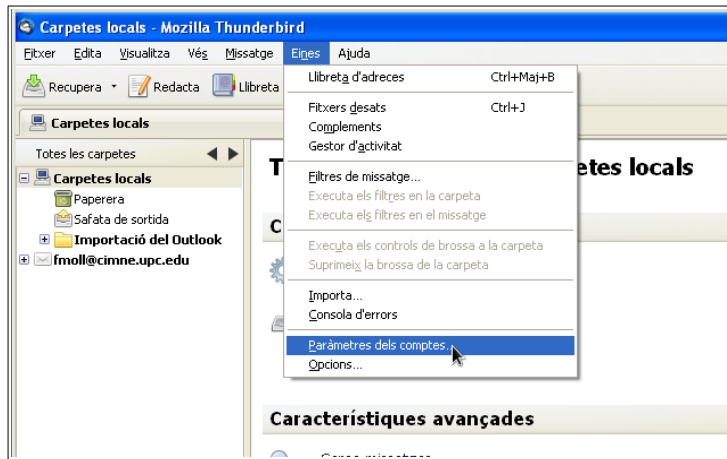 Carpetes locals - Mozilla Thunderbird
Fitxer Edita Visualitza Vés Missatge Eines Ajuda
Recupera Redacta Llibreta
Carpetes locals
Totes les carpetes
Carpetes locals
Paperera
Safata de sortida
Importació del Outlook
fmoll@cimne.upc.edu
Llibreta d'adreces Ctrl+Maj+B
Fitxers desats Ctrl+J
Complements
Gestor d'activitat
Filtres de missatge...
Executa els filtres en la carpeta
Executa els filtres en el missatge
Executa els controls de brossa a la carpeta
Suprimeix la brossa de la carpeta
Importa...
Consola d'errors
Paràmetres dels comptes...
Opcions...
T
etes locals
C
Característiques avançades